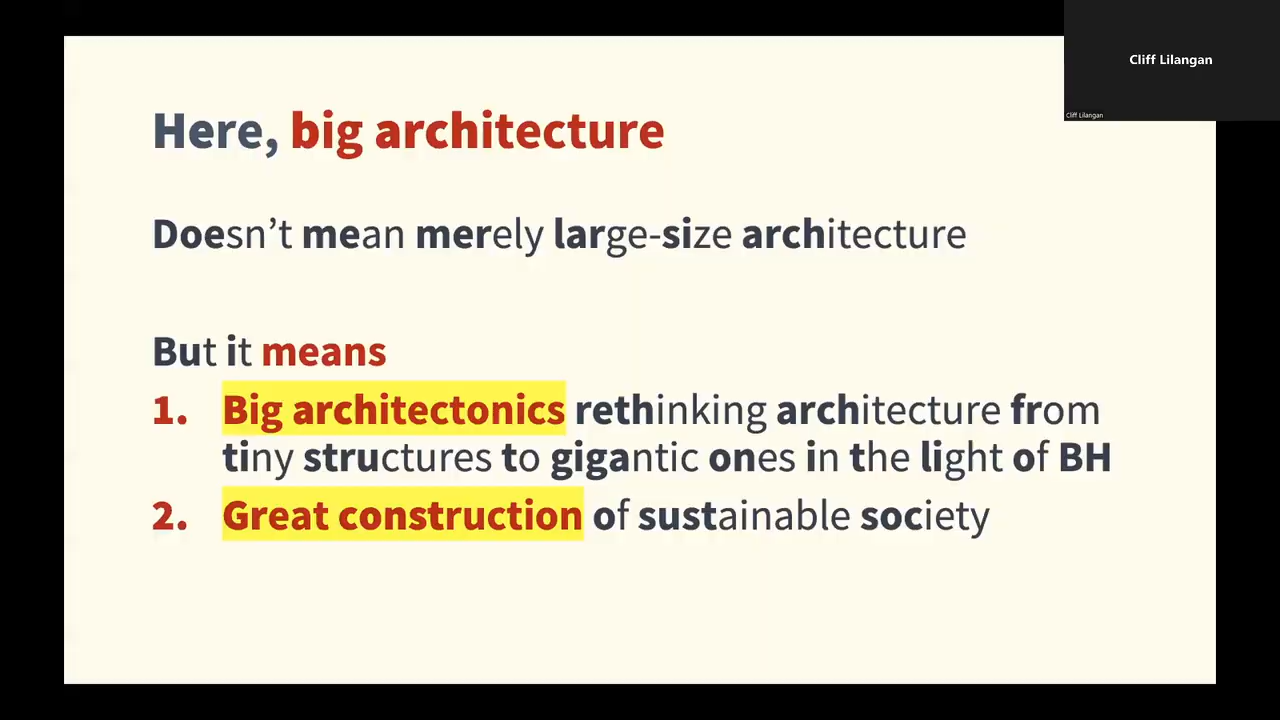 Cliff Lilangan
Cliff Lilangan
Here, big architecture
Doesn’t mean merely large-size architecture
But it means
1. Big architectonics rethinking architecture from
tiny structures to gigantic ones in the light of BH
2. Great construction of sustainable society